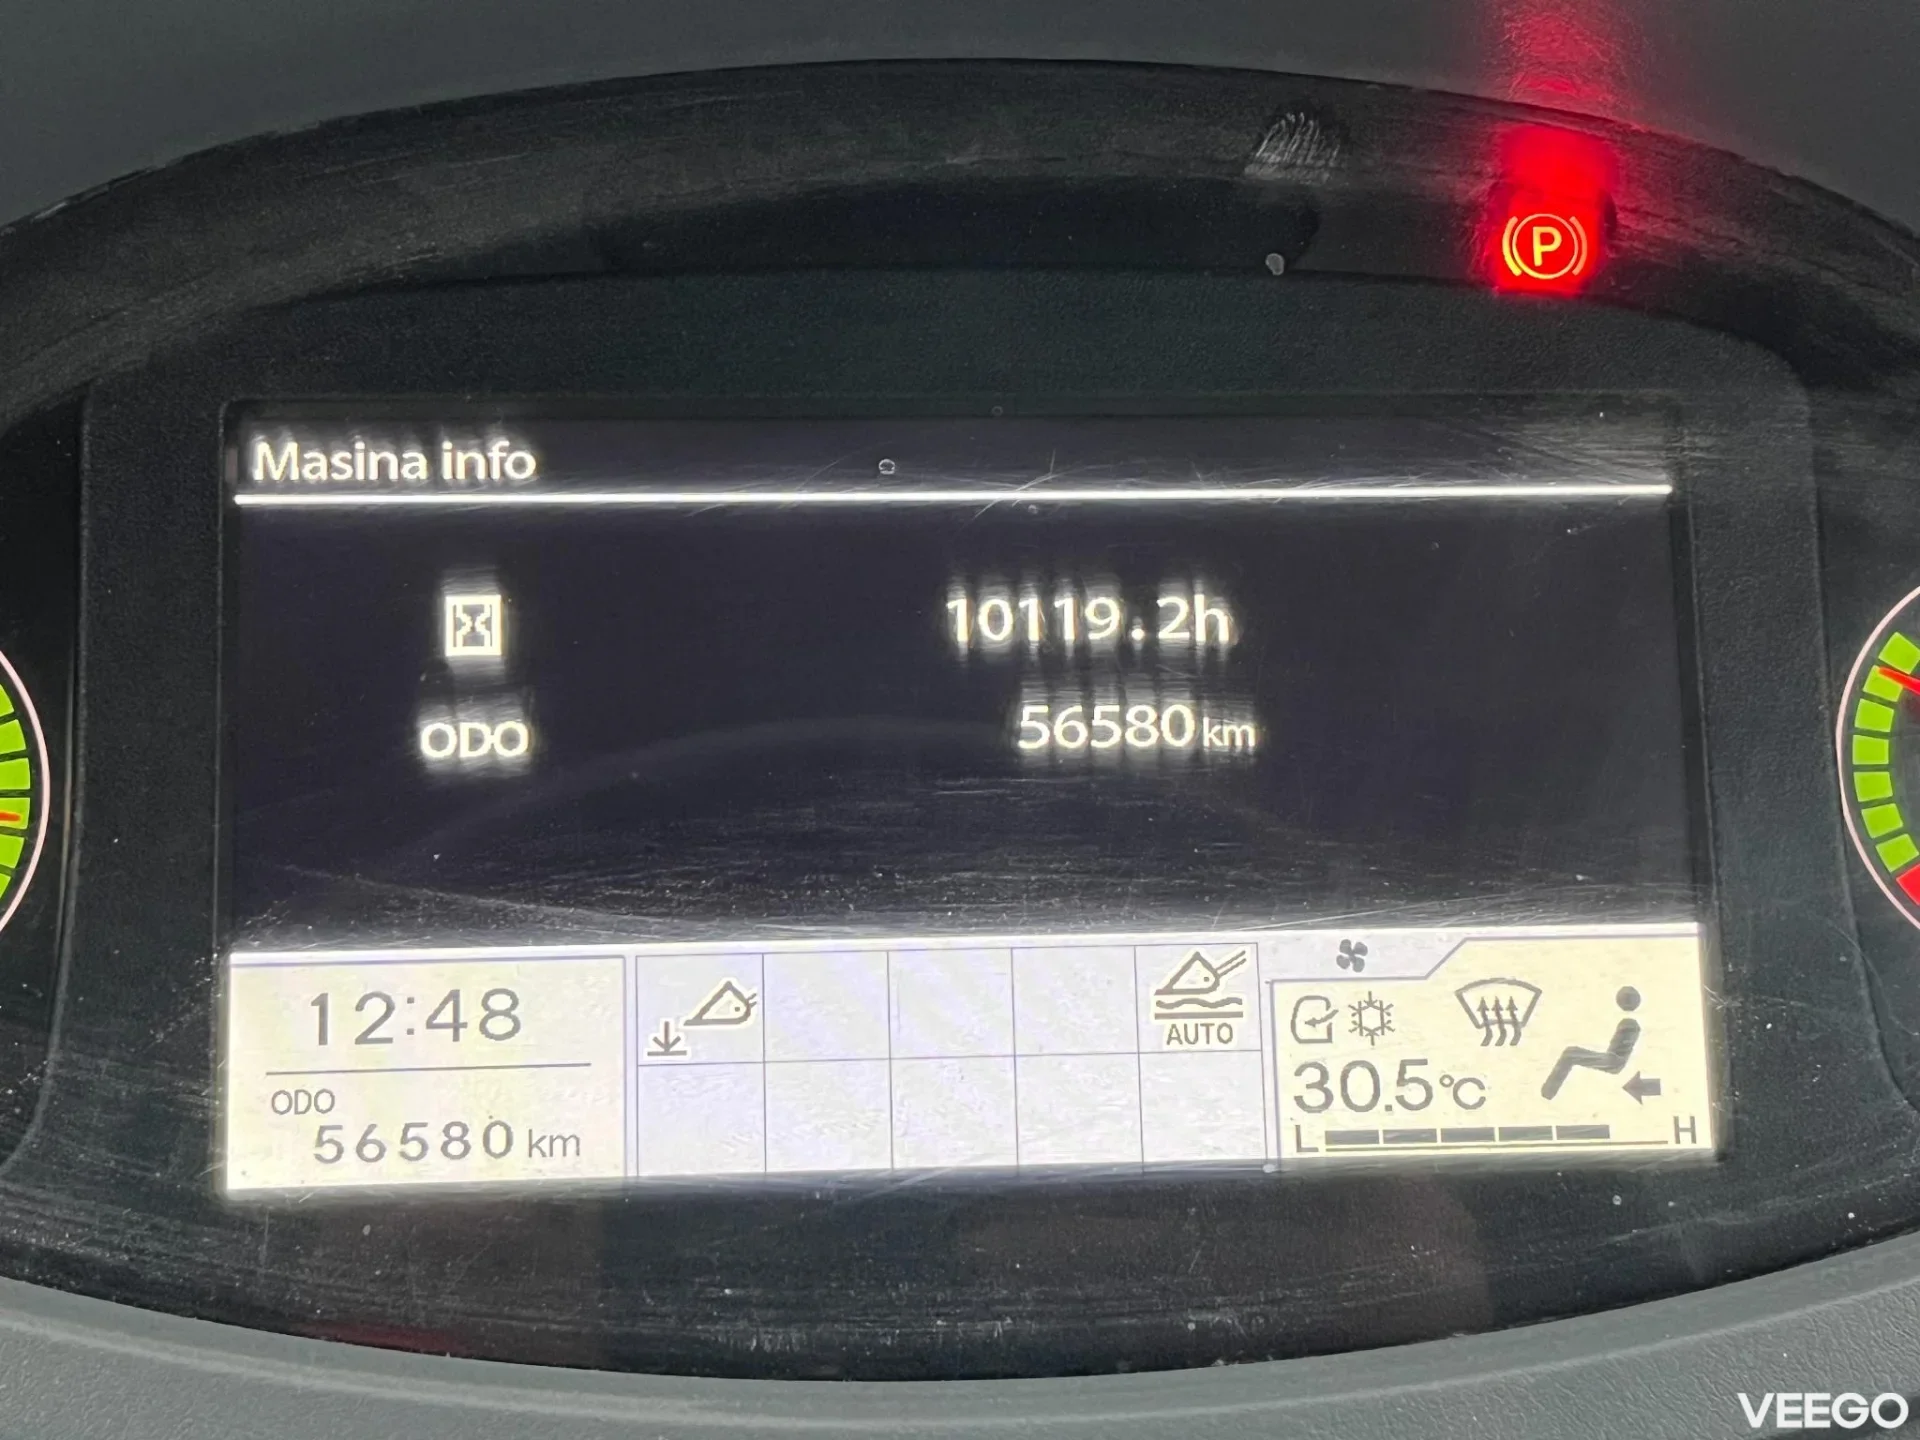 P
Masina info
10119.2h
ODO 56580km
12:48
ODO
56580 km
AUTO
30.5°C
L H
VEEGO